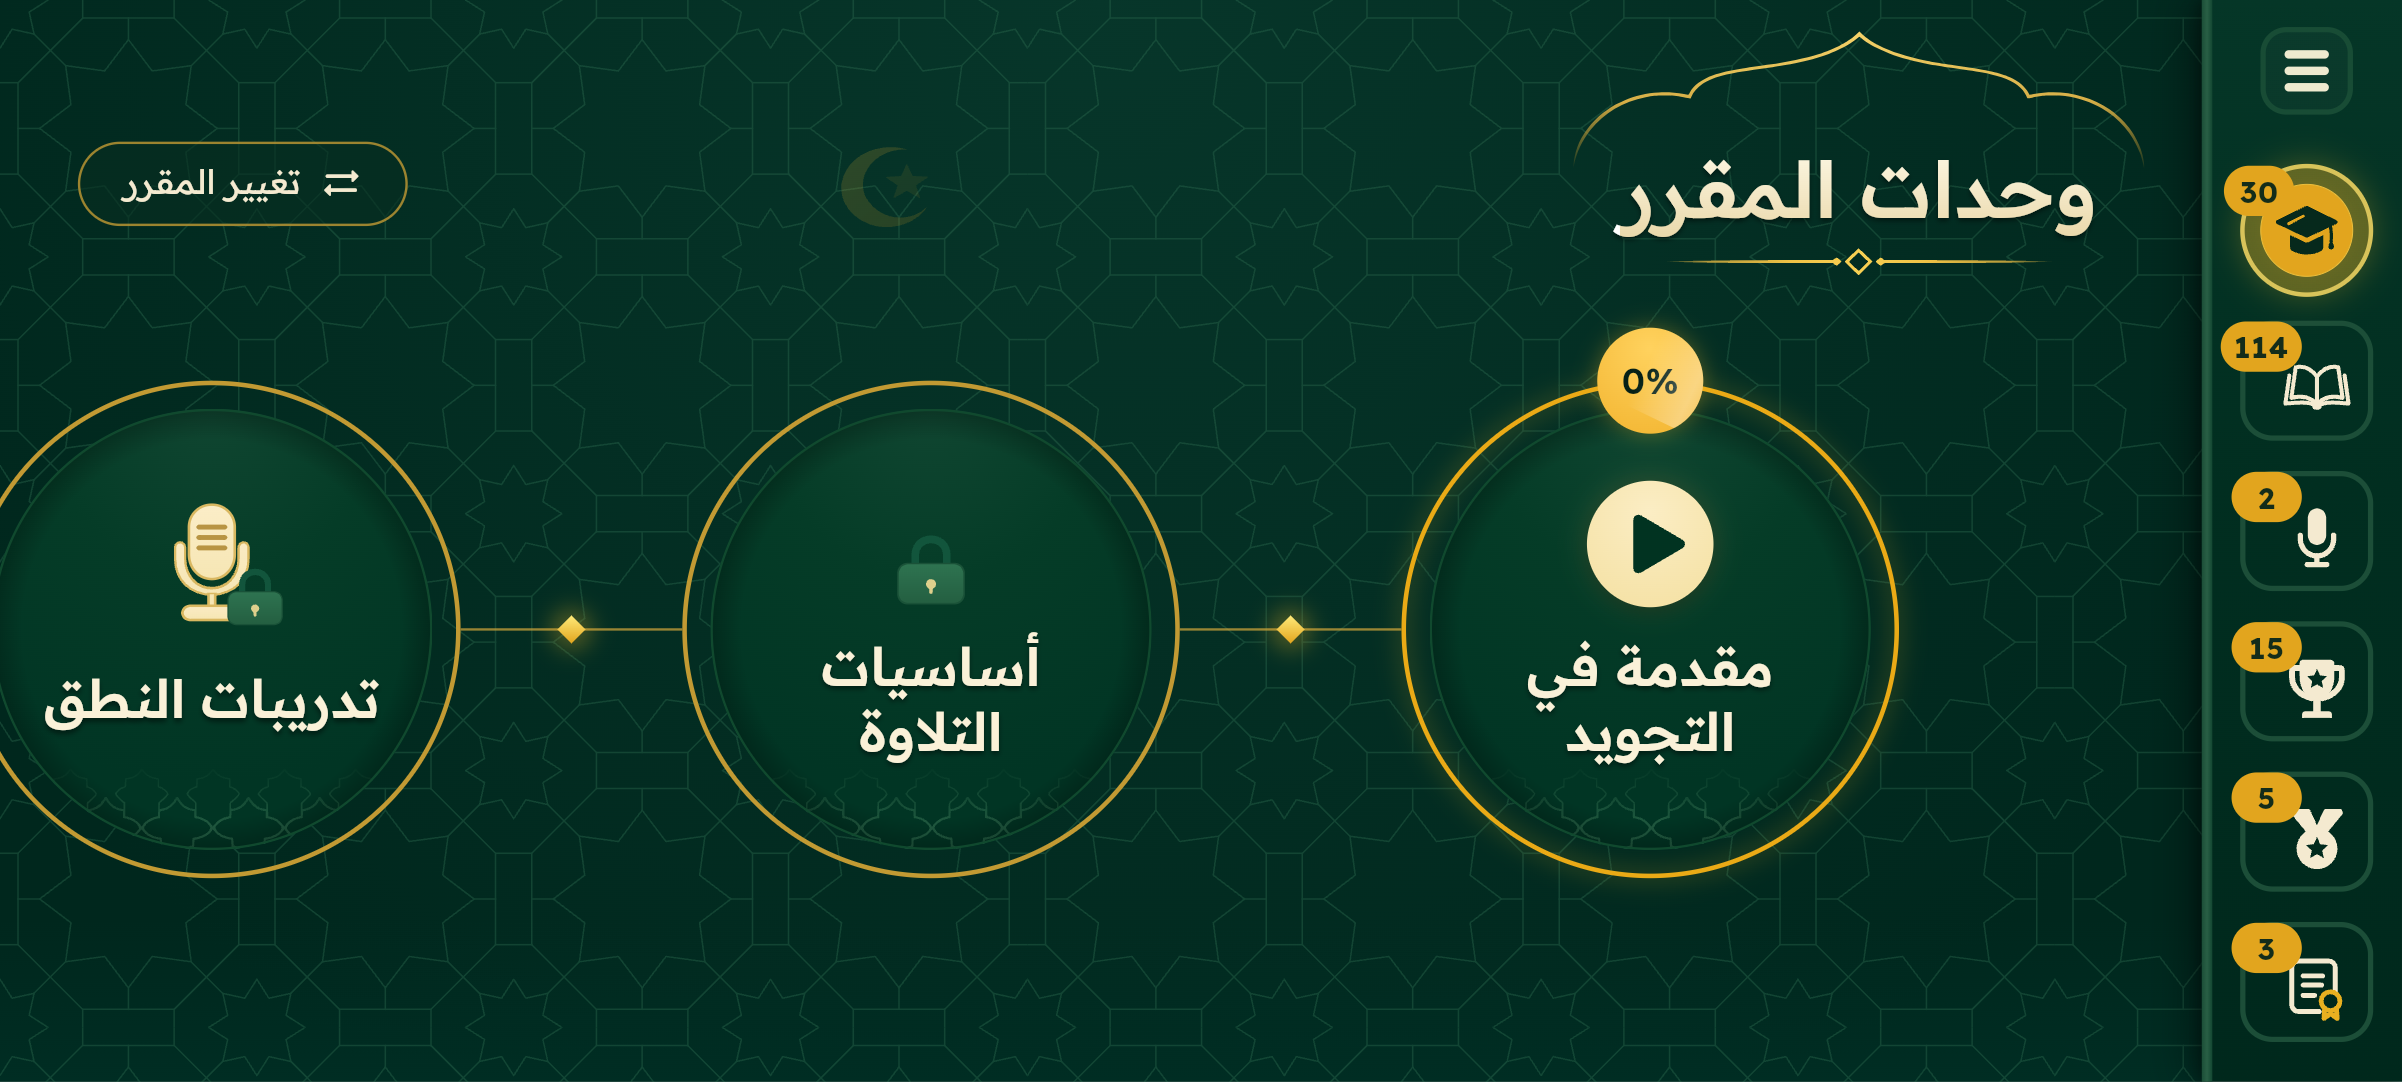 وحدات المقرر
تغيير المقرر
0%
مقدمة في
التجويد
أساسيات
التلاوة
تدريبات النطق
30
114
2
15
5
3